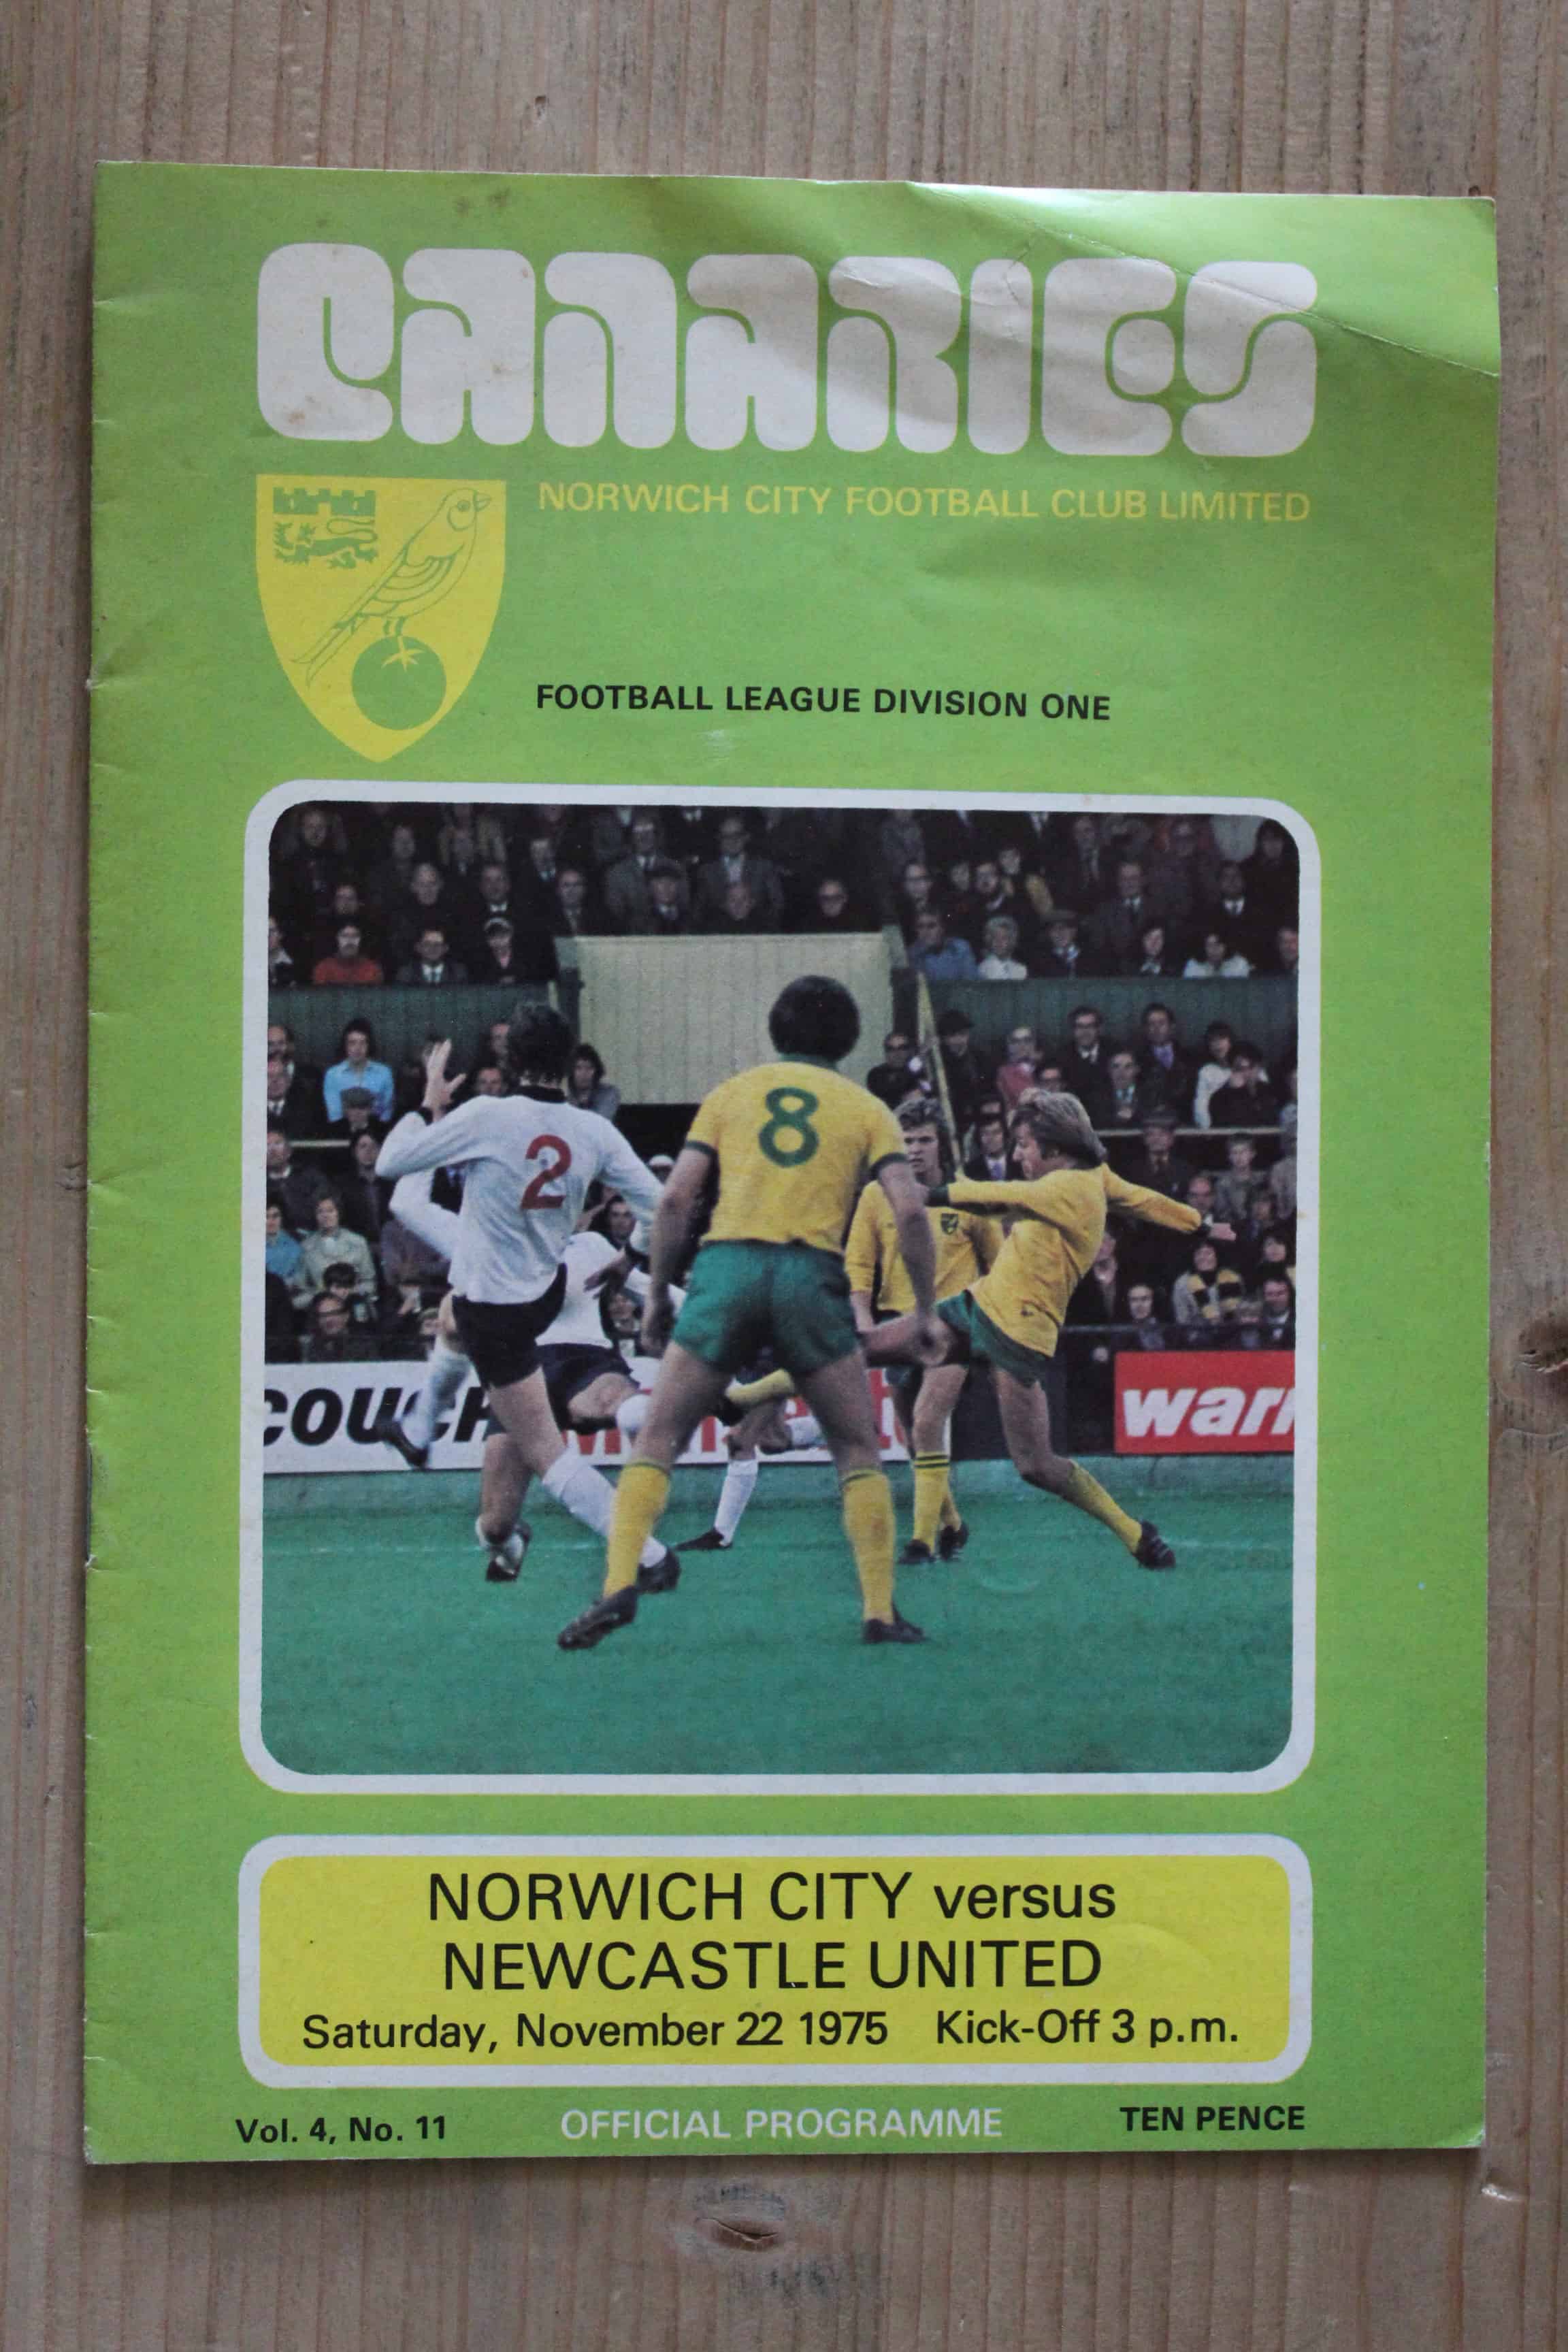 CANARIES
NORWICH CITY FOOTBALL CLUB LIMITED
FOOTBALL LEAGUE DIVISION ONE
2
8
NORWICH CITY versus
NEWCASTLE UNITED
Saturday, November 22 1975 Kick-Off 3 p.m.
Vol. 4, No. 11 OFFICIAL PROGRAMME TEN PENCE